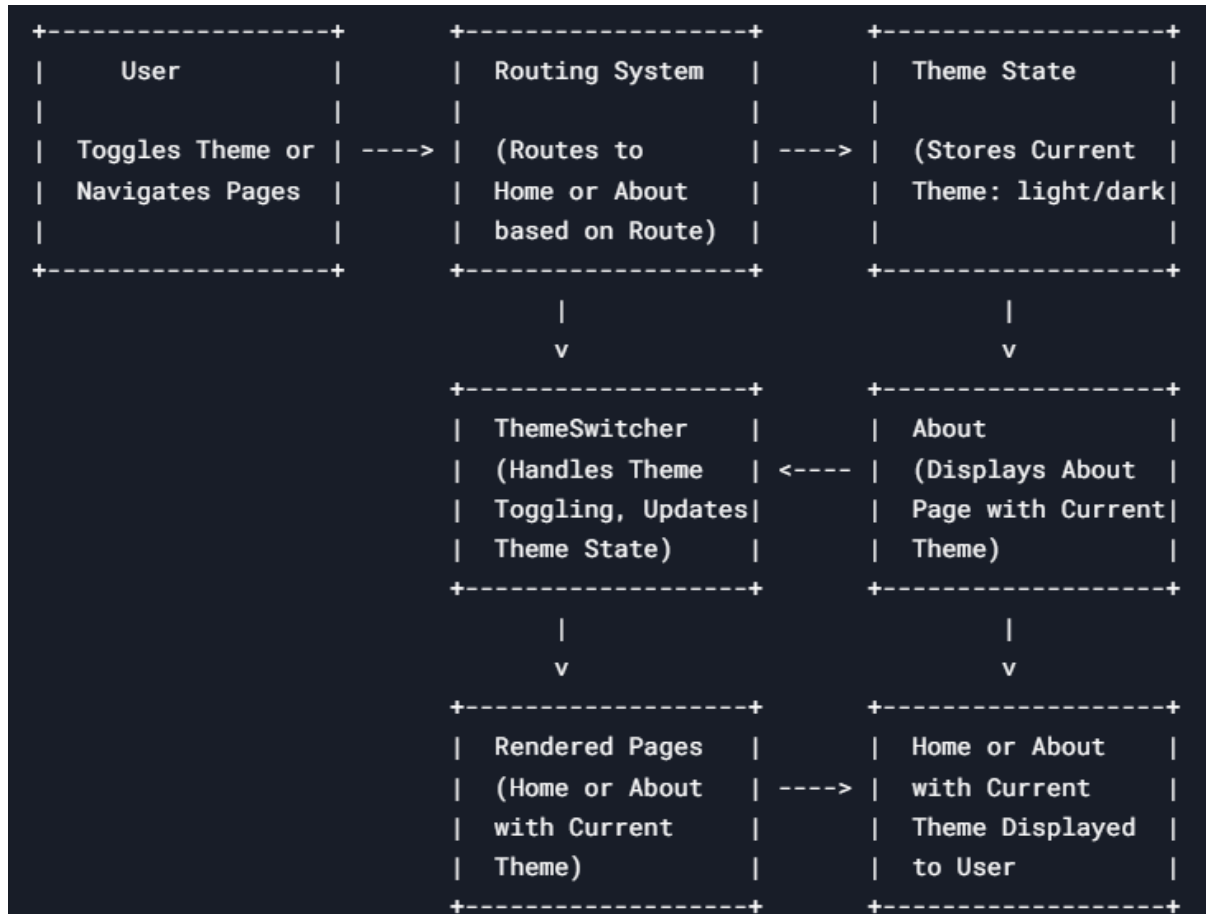 +-------------------+       +-------------------+       +-------------------+
|     User          |       |  Routing System   |       |  Theme State      |
|                   |       |                   |       |                   |
|  Toggles Theme or | ----> |  (Routes to       | ----> |  (Stores Current  |
|  Navigates Pages  |       |  Home or About    |       |  Theme: light/dark|
|                   |       |  based on Route)  |       |                   |
+-------------------+       +-------------------+       +-------------------+
                                   |                             |
                                   v                             v
                            +-------------------+       +-------------------+
                            |  ThemeSwitcher    |       |  About            |
                            |  (Handles Theme   | <---- |  (Displays About  |
                            |  Toggling, Updates|       |  Page with Current|
                            |  Theme State)     |       |  Theme)           |
                            +-------------------+       +-------------------+
                                   |                             |
                                   v                             v
                            +-------------------+       +-------------------+
                            |  Rendered Pages   |       |  Home or About    |
                            |  (Home or About   | ----> |  with Current     |
                            |  with Current     |       |  Theme Displayed  |
                            |  Theme)           |       |  to User          |
                            +-------------------+       +-------------------+